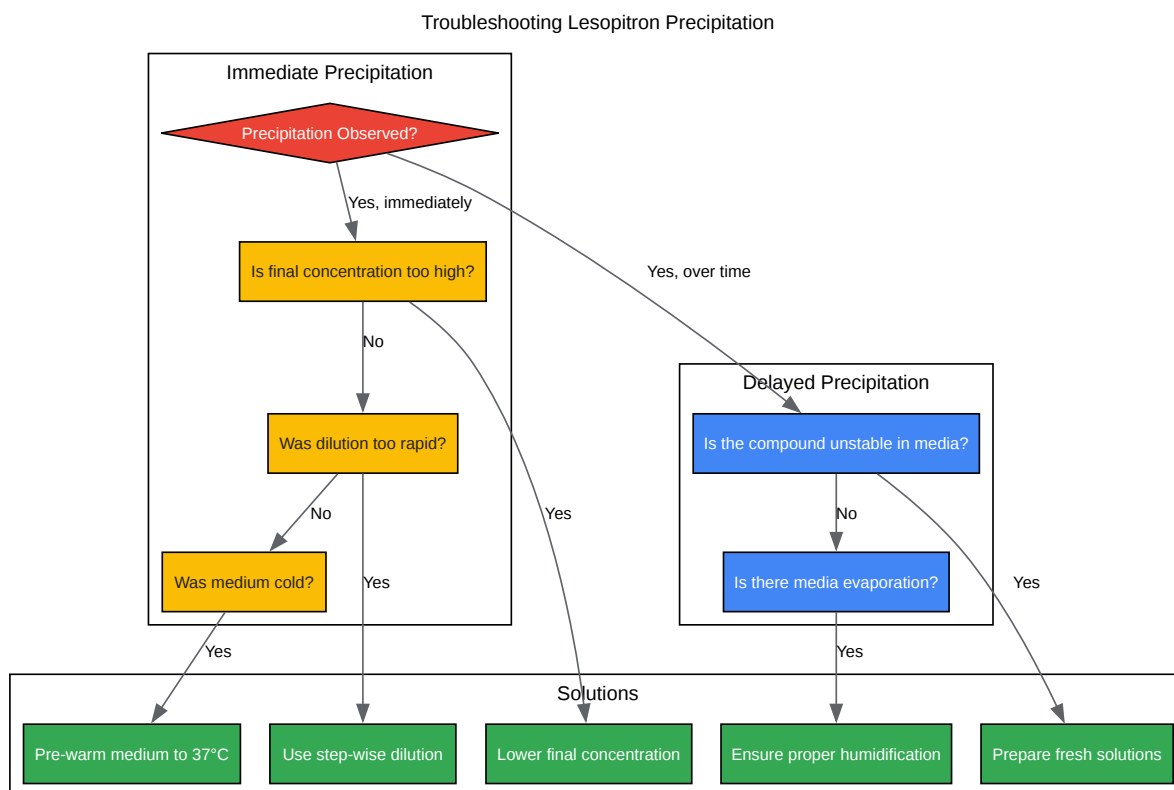 Troubleshooting Lesopitron Precipitation
Immediate Precipitation
Precipitation Observed?
Yes, immediately
Is final concentration too high?
Yes, over time
No
Delayed Precipitation
Was dilution too rapid?
Is the compound unstable in media?
No
Yes
No
Was medium cold?
Yes
Is there media evaporation?
Yes
Yes
Yes
Solutions
Pre-warm medium to 37°C
Use step-wise dilution
Lower final concentration
Ensure proper humidification
Prepare fresh solutions